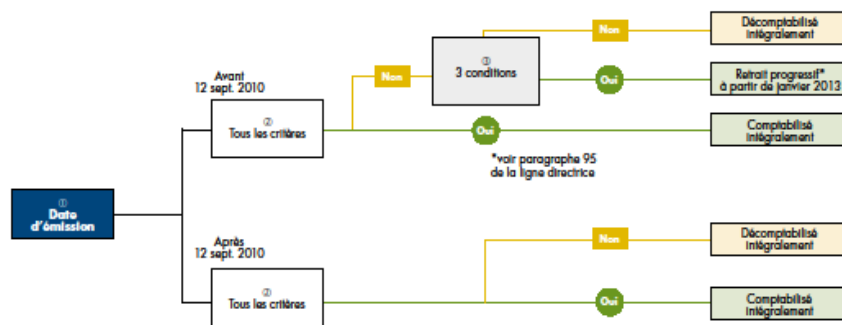 Non
Décomptabilisé
intégralement
③
3 conditions
Avant
12 sept. 2010
Non
Oui
Retrait progressif*
à partir de janvier 2013
②
Tous les critères
Oui
Comptabilisé
intégralement
*voir paragraphe 95
de la ligne directrice
①
Date
d'émission
Après
12 sept. 2010
Non
Décomptabilisé
intégralement
②
Tous les critères
Oui
Comptabilisé
intégralement